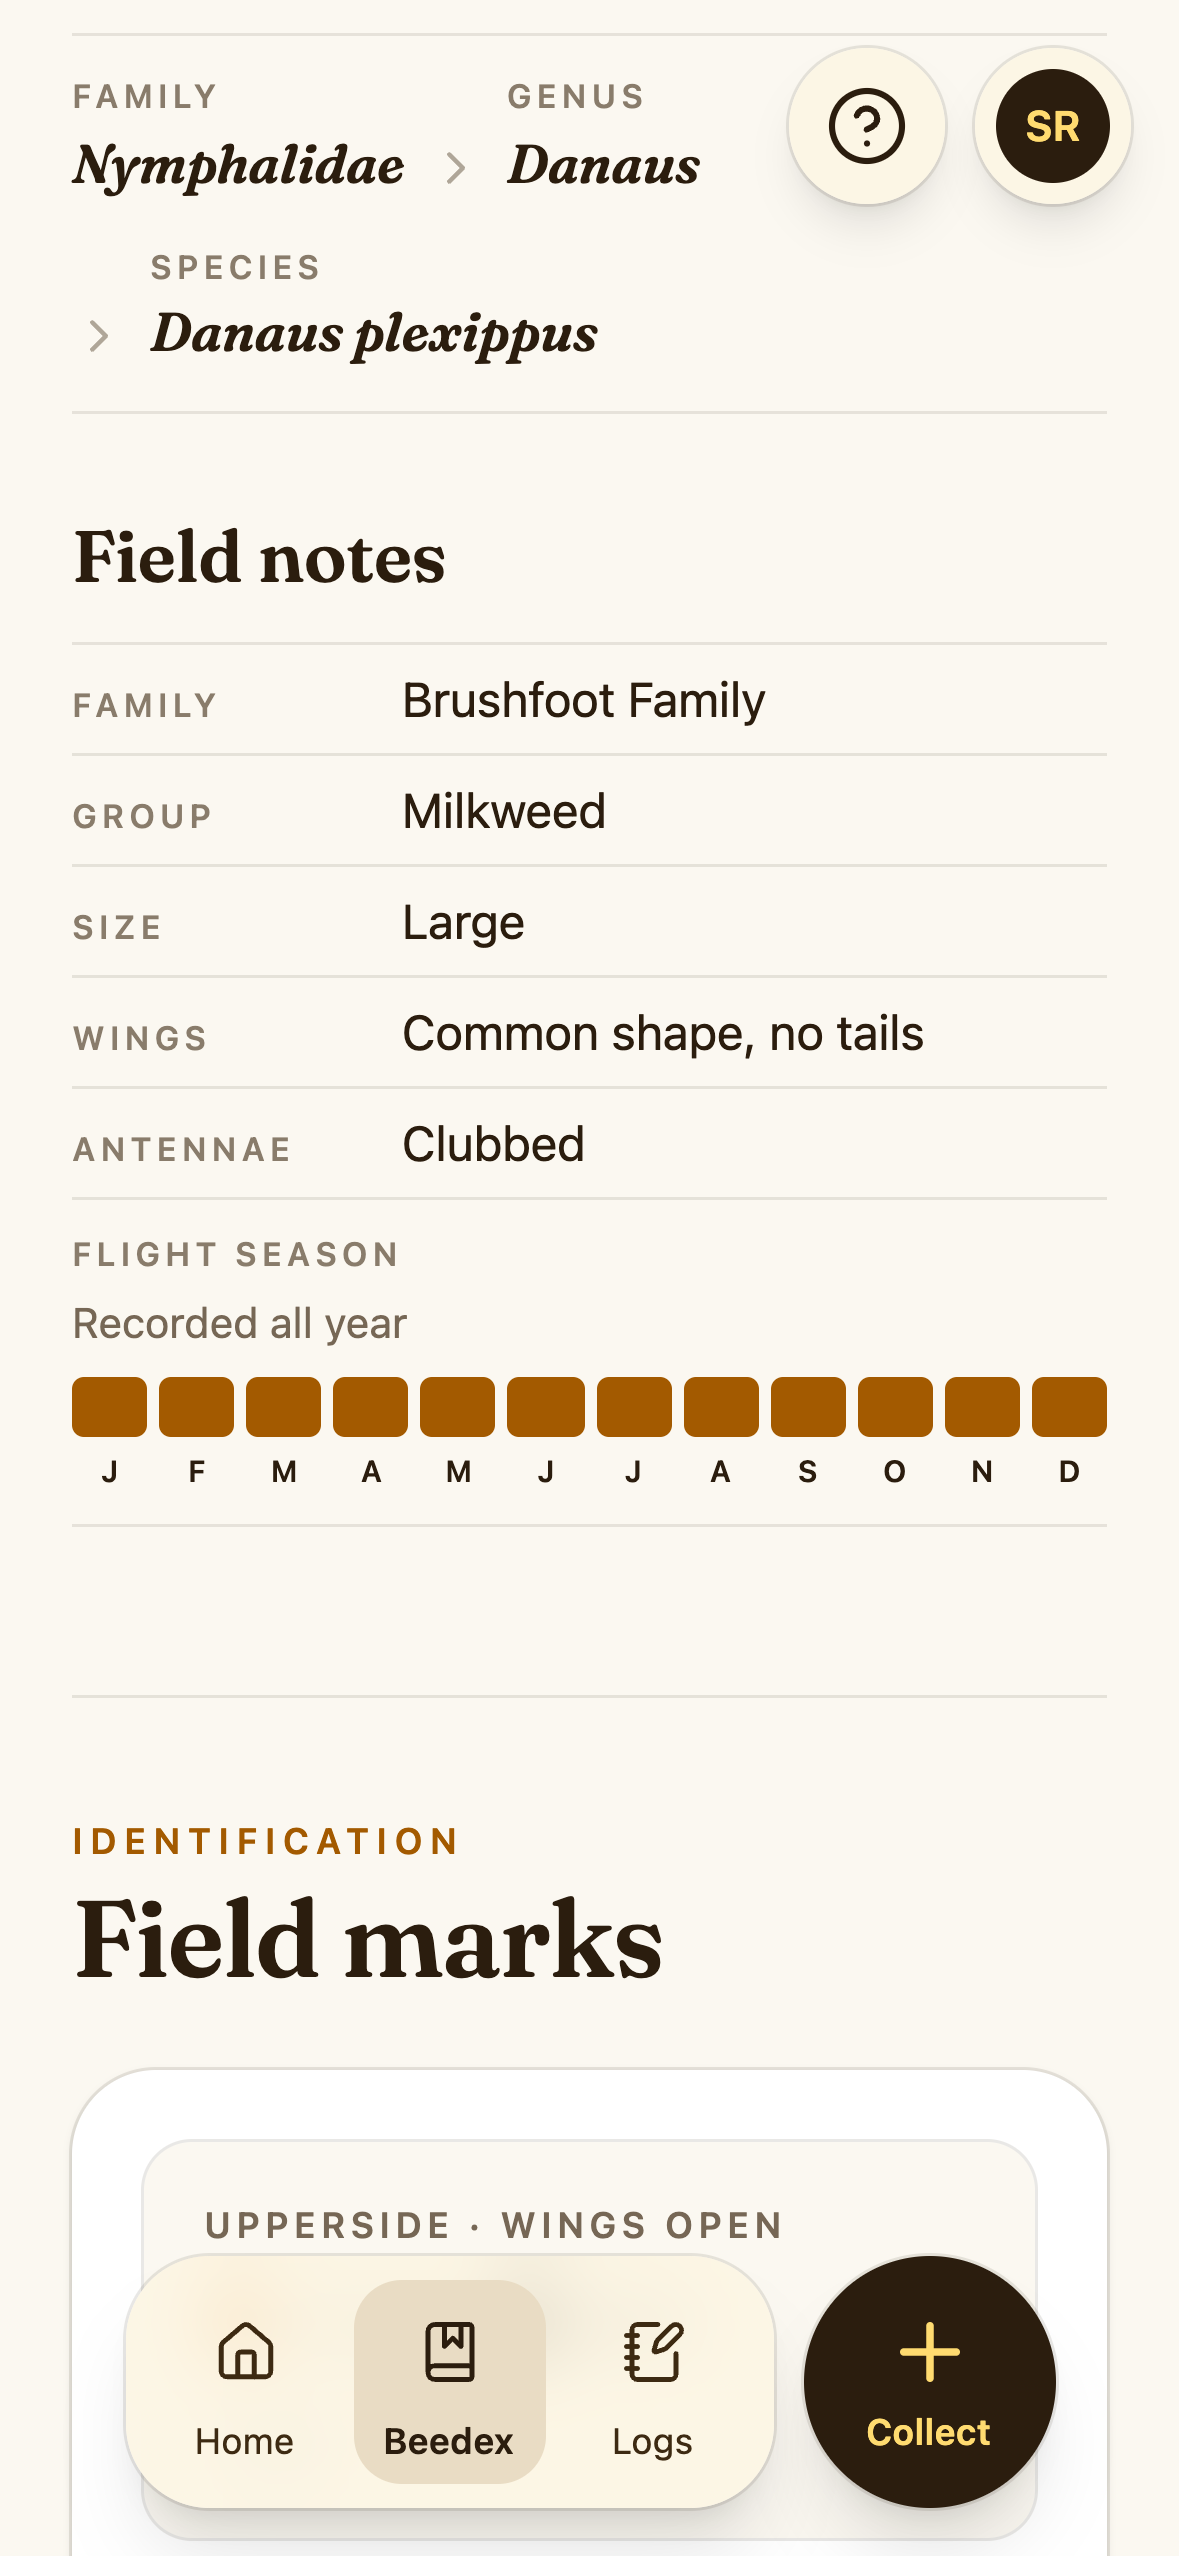 FAMILY
GENUS
Nymphalidae
Danaus
SR
SPECIES
Danaus plexippus
Field notes
FAMILY Brushfoot Family
GROUP Milkweed
SIZE Large
WINGS Common shape, no tails
ANTENNAE Clubbed
FLIGHT SEASON
Recorded all year
J F M A M J J A S O N D
IDENTIFICATION
Field marks
UPPERSIDE · WINGS OPEN
Home Beedex Logs Collect